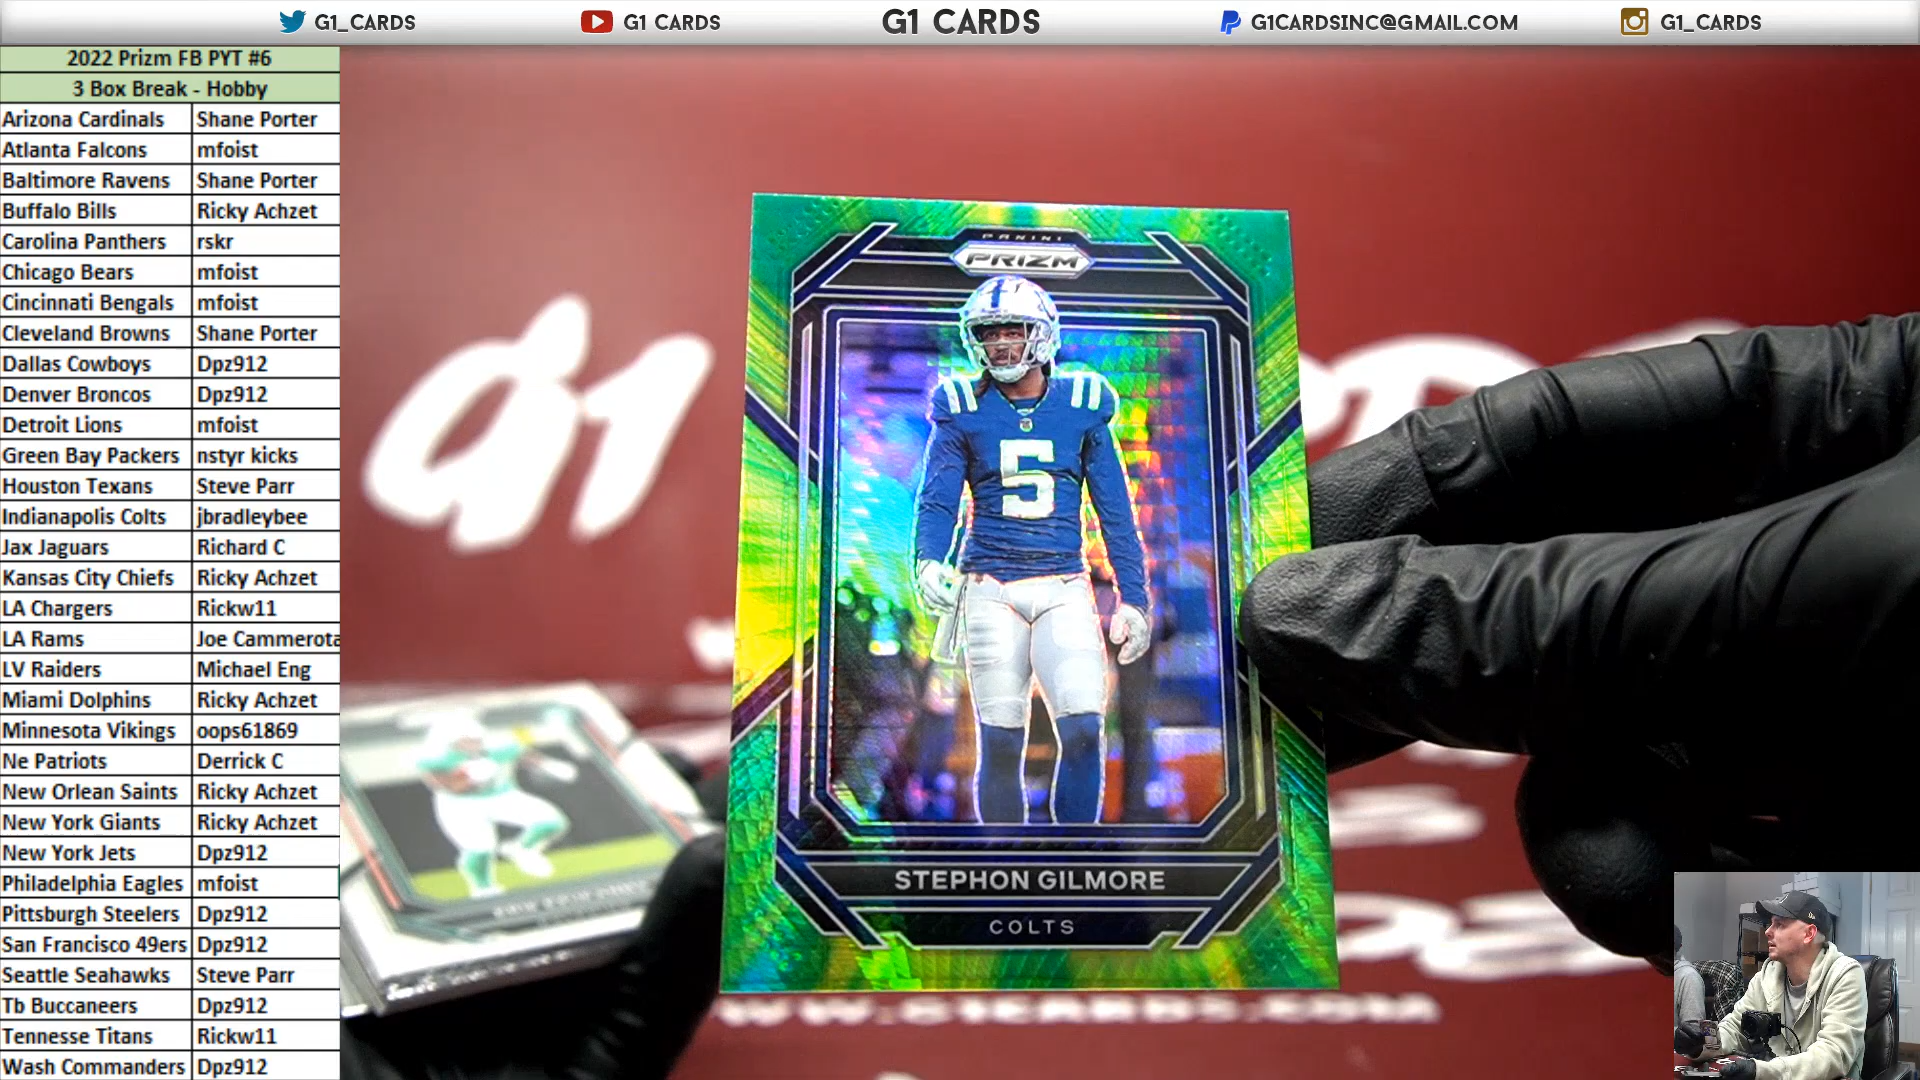 G1_CARDS
G1 CARDS
G1 CARDS
G1CARDSINC@GMAIL.COM
G1_CARDS
2022 Prizm FB PYT #6
3 Box Break - Hobby
Arizona Cardinals Shane Porter
Atlanta Falcons mfoist
Baltimore Ravens Shane Porter
Buffalo Bills Ricky Achzet
Carolina Panthers rskr
Chicago Bears mfoist
Cincinnati Bengals mfoist
Cleveland Browns Shane Porter
Dallas Cowboys Dpz912
Denver Broncos Dpz912
Detroit Lions mfoist
Green Bay Packers nstyr kicks
Houston Texans Steve Parr
Indianapolis Colts jbradleybee
Jax Jaguars Richard C
Kansas City Chiefs Ricky Achzet
LA Chargers Rickw11
LA Rams Joe Cammerota
LV Raiders Michael Eng
Miami Dolphins Ricky Achzet
Minnesota Vikings oops61869
Ne Patriots Derrick C
New Orlean Saints Ricky Achzet
New York Giants Ricky Achzet
New York Jets Dpz912
Philadelphia Eagles mfoist
Pittsburgh Steelers Dpz912
San Francisco 49ers Dpz912
Seattle Seahawks Steve Parr
Tb Buccaneers Dpz912
Tennesse Titans Rickw11
Wash Commanders Dpz912
G1
PANINI
PRIZM
5
STEPHON GILMORE
COLTS
WWW.G1CARDS.COM